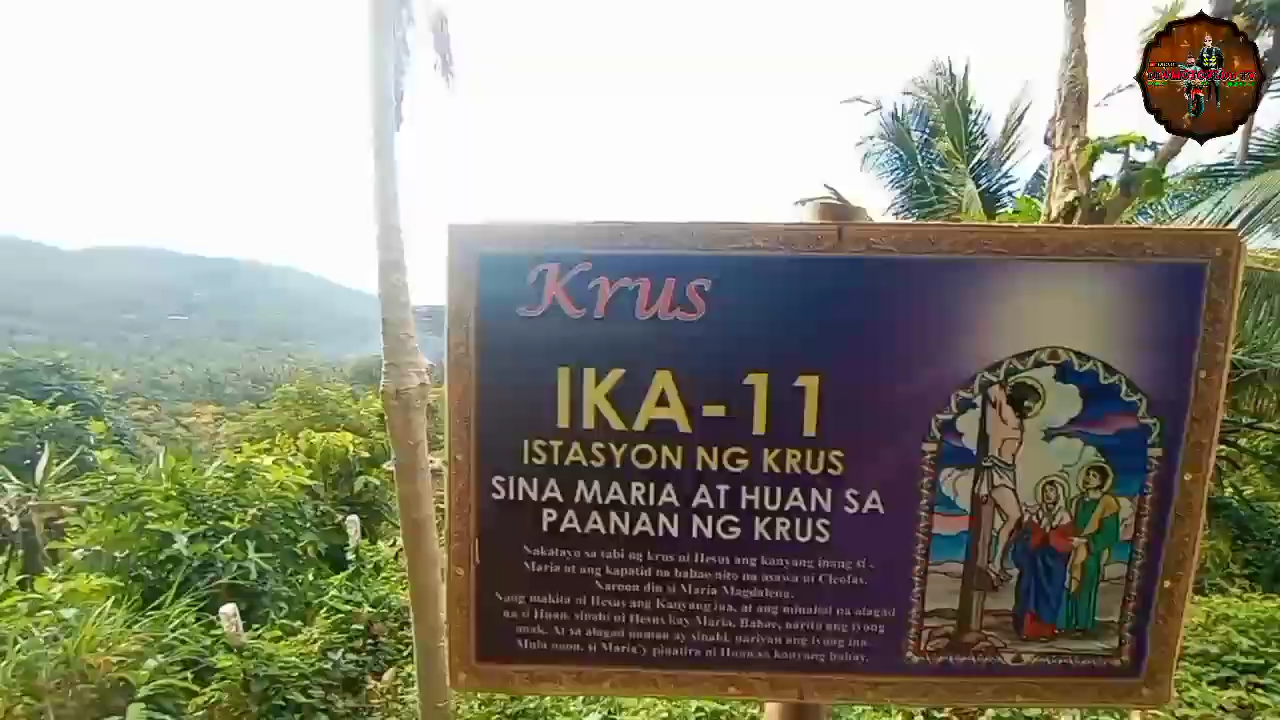 MOTOVLOG TV
Krus
IKA-11
ISTASYON NG KRUS
SINA MARIA AT HUAN SA
PAANAN NG KRUS
Nakatayo sa tabi ng krus ni Hesus ang kanyang inang si -
Maria at ang kapatid na babae nito na asawa ni Cleofas.
Naroon din si Maria Magdalena.
Nang makita ni Hesus ang Kanyang ina, at ang minahal na alagad
na si Huan, sinabi ni Hesus kay Maria, Babae, narito ang iyong
anak. At sa alagad naman ay sinabi, nariyan ang iyong ina.
Mula noon, si Maria'y pinatira ni Huan sa kanyang bahay.